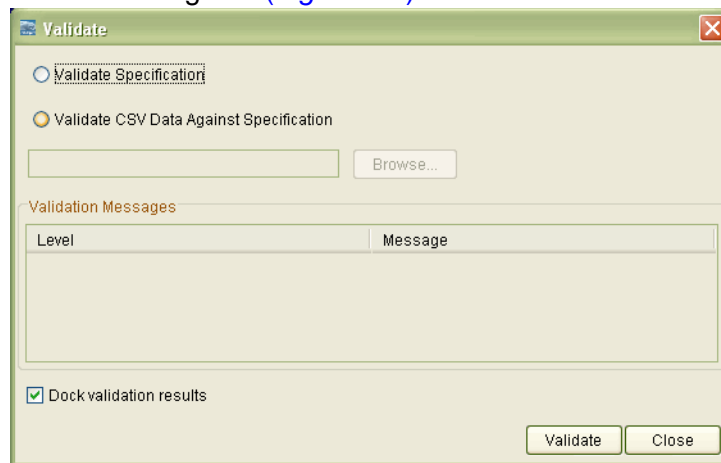 Validate
Validate Specification
Validate CSV Data Against Specification
Browse...
Validation Messages
Level Message
Dock validation results
Validate Close